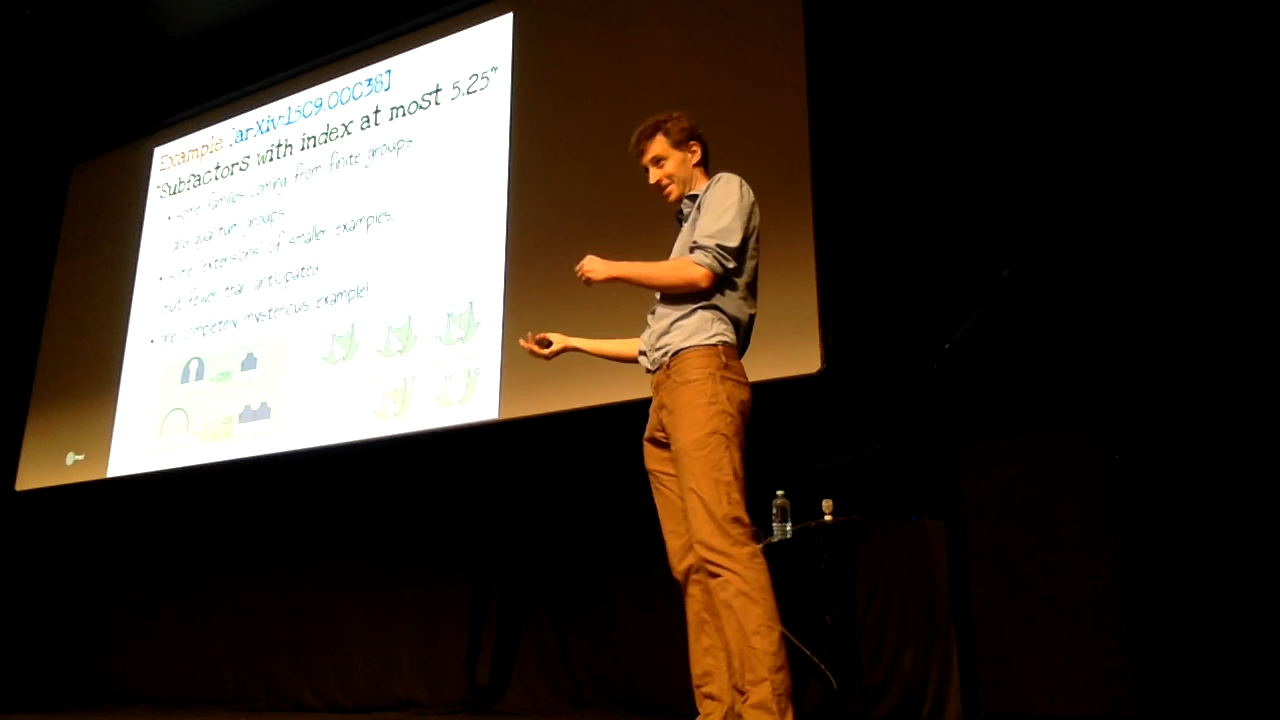 Example [arXiv:1509.00038]
"Subfactors with index at most 5.25"
• some families coming from finite groups
and quantum groups
• some 'extensions' of smaller examples,
but fewer than anticipated
• one completely mysterious example!